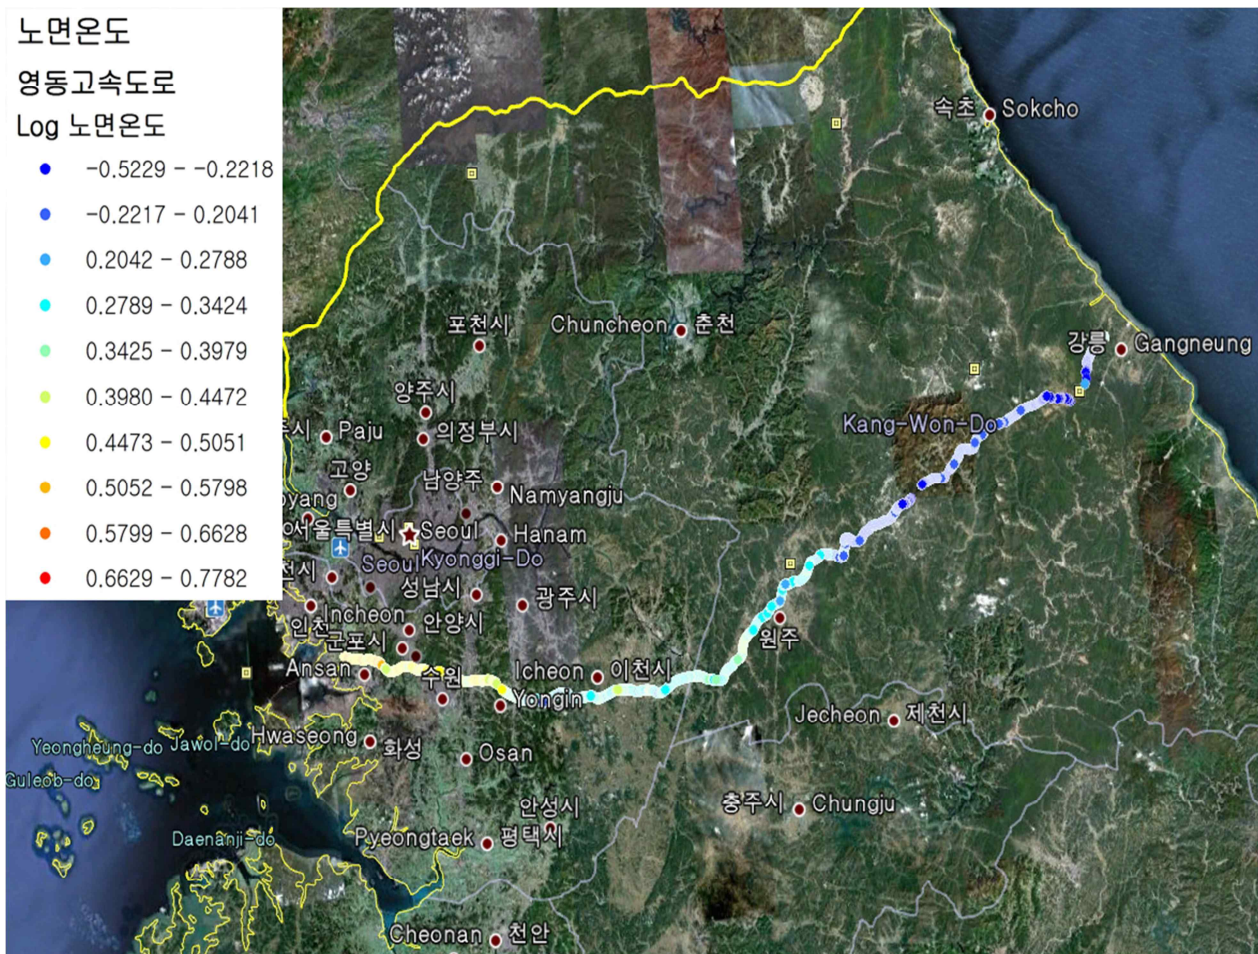 노면온도
영동고속도로
Log 노면온도
-0.5229 - -0.2218
-0.2217 - 0.2041
0.2042 - 0.2788
0.2789 - 0.3424
0.3425 - 0.3979
0.3980 - 0.4472
0.4473 - 0.5051
0.5052 - 0.5798
0.5799 - 0.6628
0.6629 - 0.7782
속초 Sokcho
포천시
Chuncheon 춘천
강릉 Gangneung
양주시
Paju
의정부시
Kang-Won-Do
고양
남양주
Namyangju
oyang
서울특별시 Seoul
Hanam
Seoul
Kyonggi-Do
성남시
광주시
Incheon
인천
안양시
군포시
원주
Ansan
수원
Icheon 이천시
Yongin
Jecheon 제천시
Hwaseong
화성
Yeongheung-do
Jawol-do
Osan
Guleob-do
안성시
충주시 Chungju
Daenanji-do
Pyeongtaek 평택시
Cheonan 천안